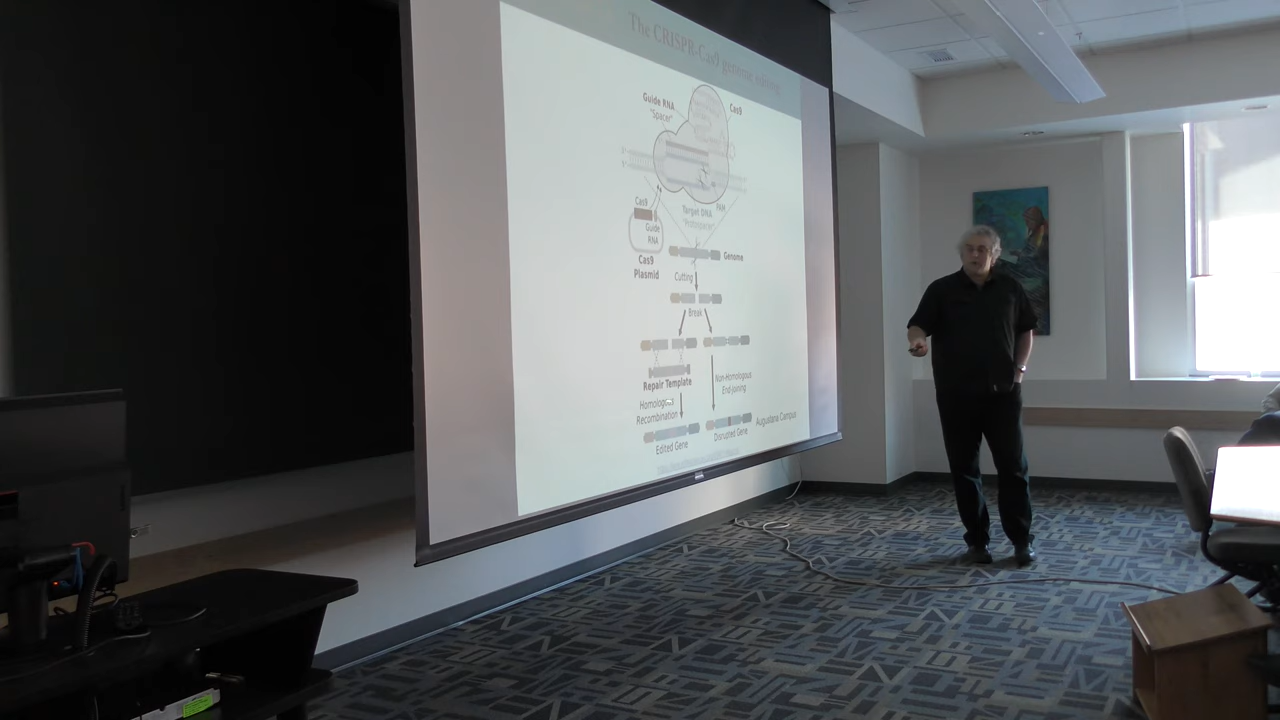 The CRISPR-Cas9 genome editing
Guide RNA
"Spacer"
Cas9
Target DNA
"Protospacer"
PAM
Cas9
Guide
RNA
Cas9
Plasmid
Genome
Cutting
Break
Repair Template
Non-Homologous
End-Joining
Homologous
Recombination
Edited Gene
Disrupted Gene
Augustana Campus